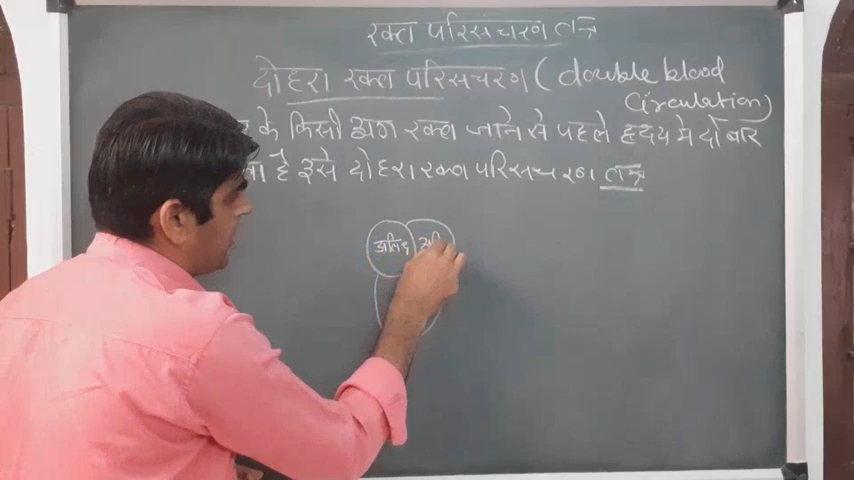 रक्त परिसंचरण तन्त्र
दोहरा रक्त परिसंचरण ( double blood
Circulation )
के किसी अंग रक्त जाने से पहले हृदय मे दो बार
है इसे दोहरा रक्त परिसंचरण तन्त्र
अलिंद